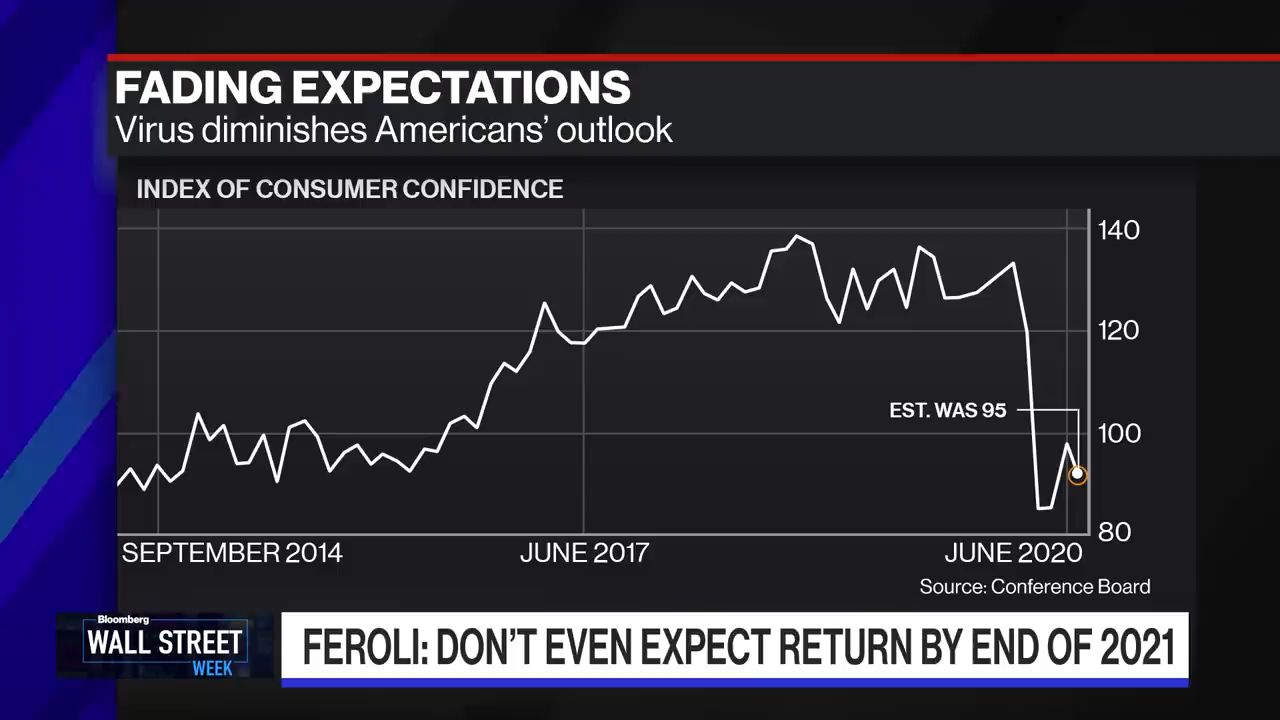 FADING EXPECTATIONS
Virus diminishes Americans' outlook
INDEX OF CONSUMER CONFIDENCE
140
120
EST. WAS 95
100
80
SEPTEMBER 2014
JUNE 2017
JUNE 2020
Source: Conference Board
Bloomberg
WALL STREET
WEEK
FEROLI: DON'T EVEN EXPECT RETURN BY END OF 2021